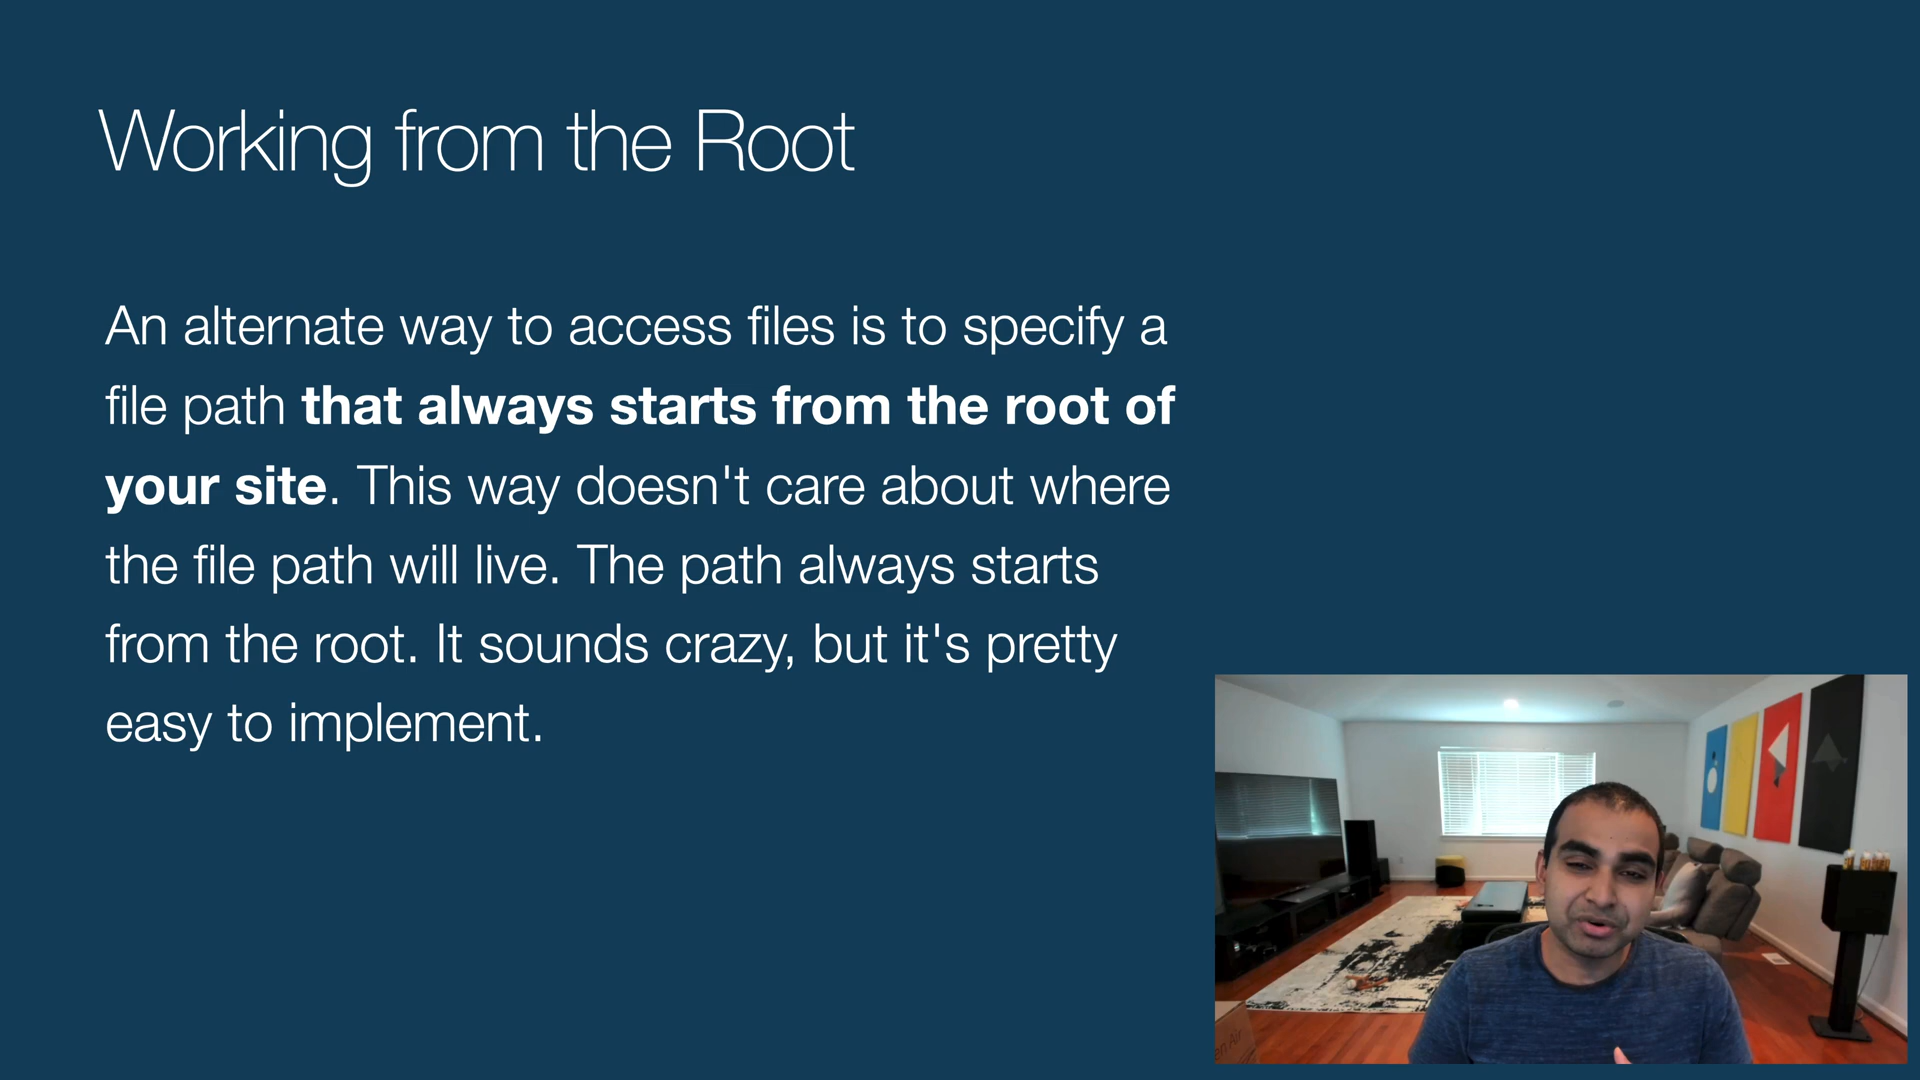 Working from the Root
An alternate way to access files is to specify a
file path that always starts from the root of
your site. This way doesn't care about where
the file path will live. The path always starts
from the root. It sounds crazy, but it's pretty
easy to implement.